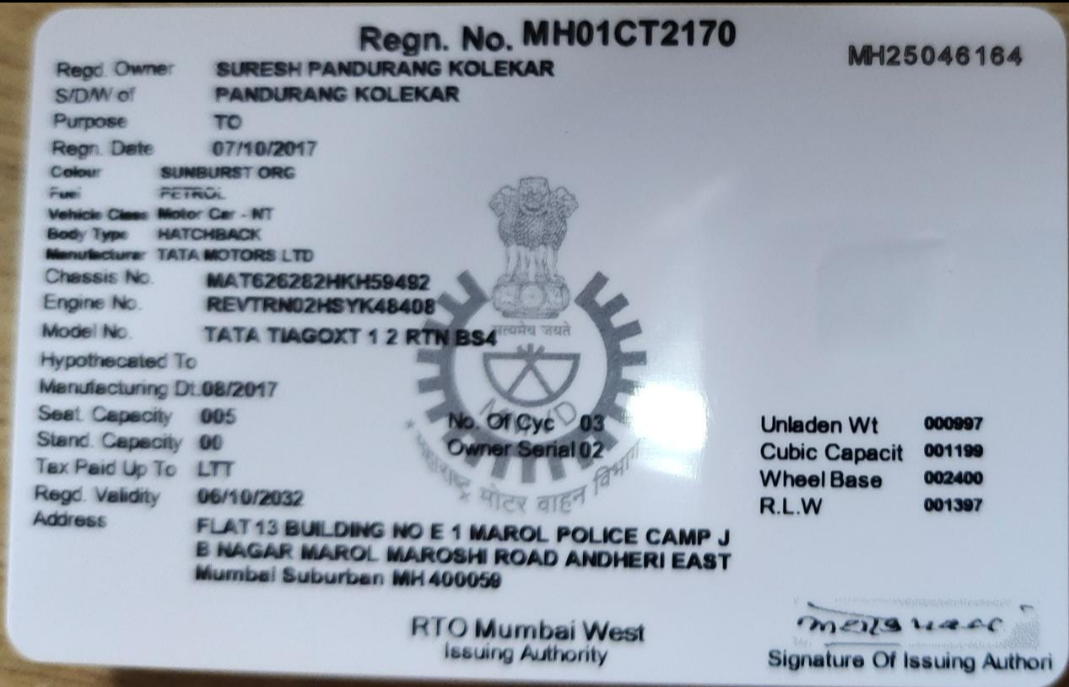 Regn. No. MH01CT2170
MH25046164
Regd. Owner SURESH PANDURANG KOLEKAR
S/D/W of PANDURANG KOLEKAR
Purpose TO
Regn. Date 07/10/2017
Colour SUNBURST ORG
Fuel PETROL
Vehicle Class Motor Car - NT
Body Type HATCHBACK
Manufacturer TATA MOTORS LTD
Chassis No. MAT626282HKH59492
Engine No. REVTRN02HSYK48408
Model No. TATA TIAGOXT 1 2 RTN BS4
सत्यमेव जयते
Hypothecated To
Manufacturing Dt.08/2017
Seat. Capacity 005 No. Of Cyc 03 Unladen Wt 000997
Stand. Capacity 00 Owner Serial 02 Cubic Capacit 001199
Tax Paid Up To LTT Wheel Base 002400
Regd. Validity 06/10/2032 R.L.W 001397
महाराष्ट्र मोटर वाहन विभाग
Address FLAT 13 BUILDING NO E 1 MAROL POLICE CAMP J
B NAGAR MAROL MAROSHI ROAD ANDHERI EAST
Mumbai Suburban MH 400059
RTO Mumbai West
Issuing Authority
Signature Of Issuing Authori